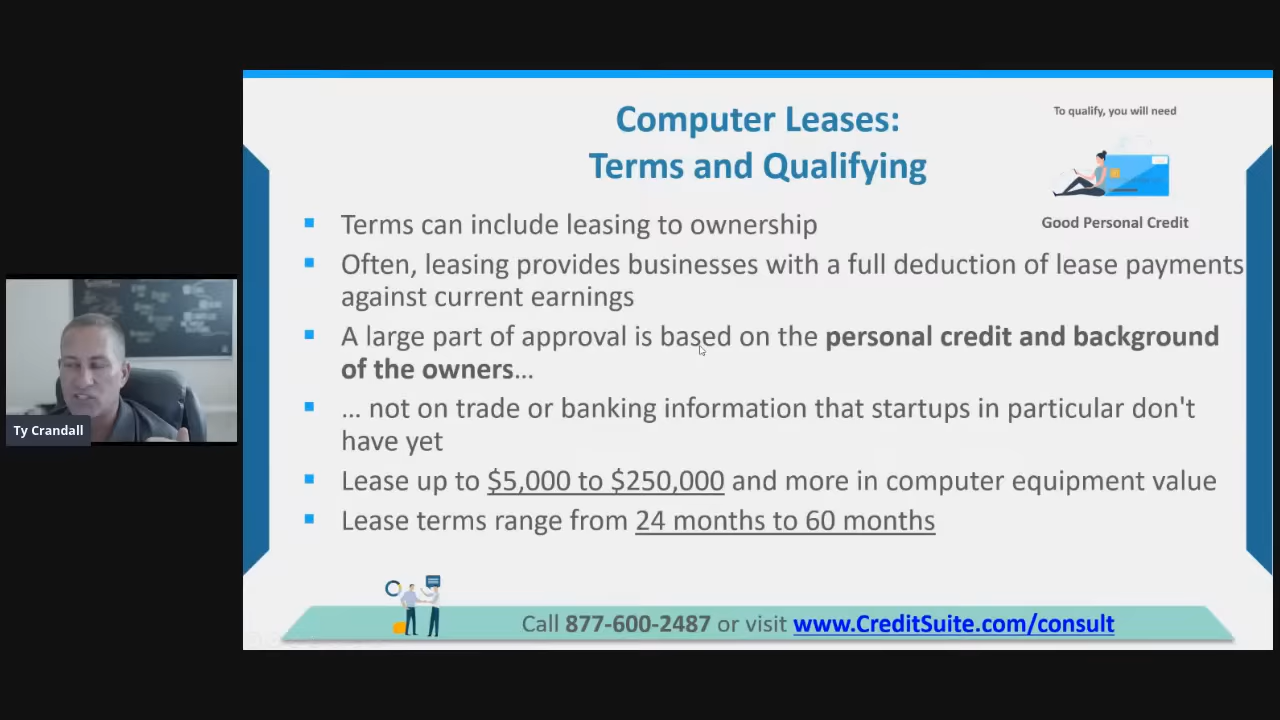 Computer Leases:
Terms and Qualifying
To qualify, you will need
Good Personal Credit
Terms can include leasing to ownership
Often, leasing provides businesses with a full deduction of lease payments
against current earnings
A large part of approval is based on the personal credit and background
of the owners…
… not on trade or banking information that startups in particular don't
have yet
Lease up to $5,000 to $250,000 and more in computer equipment value
Lease terms range from 24 months to 60 months
Ty Crandall
Call 877-600-2487 or visit www.CreditSuite.com/consult